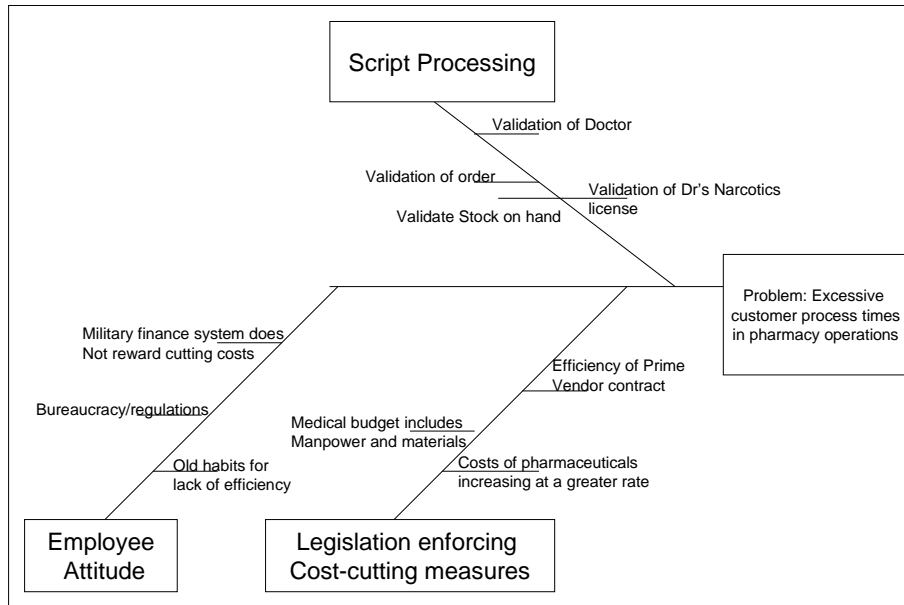 Script Processing
Validation of Doctor
Validation of order
Validation of Dr's Narcotics
license
Validate Stock on hand
Problem: Excessive
customer process times
in pharmacy operations
Military finance system does
Not reward cutting costs
Efficiency of Prime
Vendor contract
Bureaucracy/regulations
Medical budget includes
Manpower and materials
Old habits for
lack of efficiency
Costs of pharmaceuticals
increasing at a greater rate
Employee
Attitude
Legislation enforcing
Cost-cutting measures